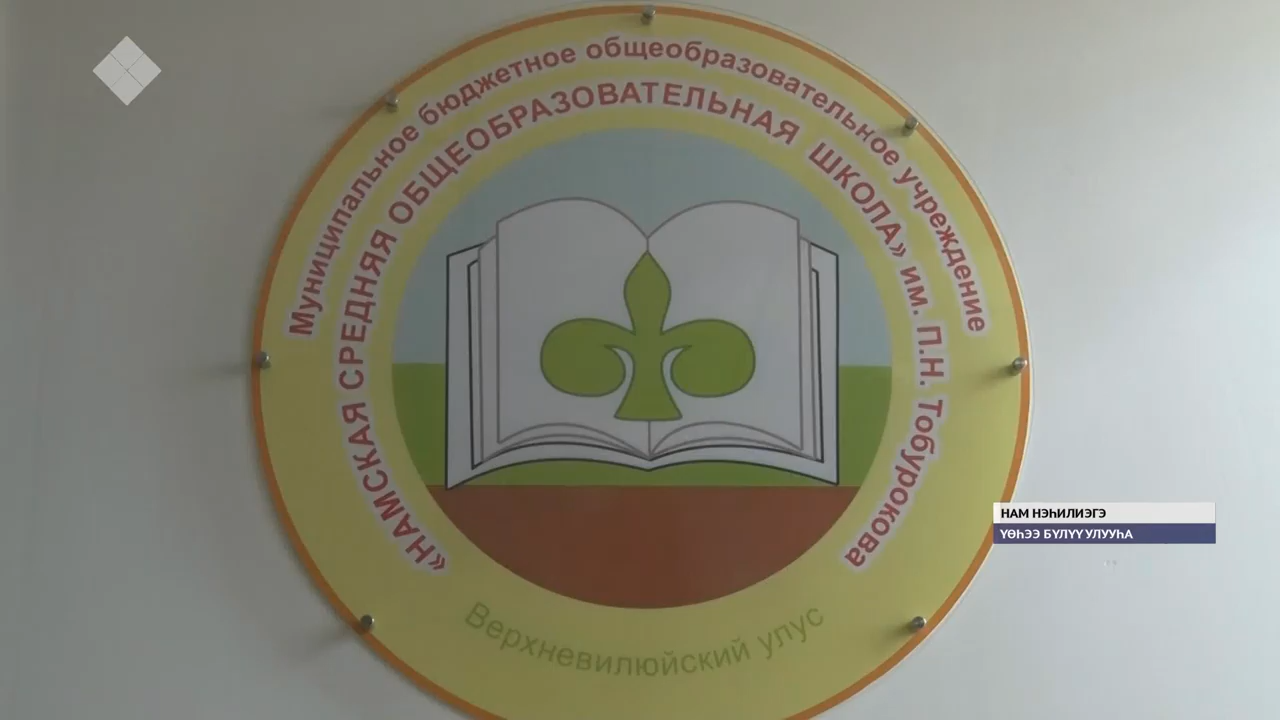 Муниципальное бюджетное общеобразовательное учреждение
«НАМСКАЯ СРЕДНЯЯ ОБЩЕОБРАЗОВАТЕЛЬНАЯ ШКОЛА» им. П.Н. Тобурокова
Верхневилюйский улус
НАМ НЭҺИЛИЭГЭ
ҮӨҺЭЭ БҮЛҮҮ УЛУУҺА